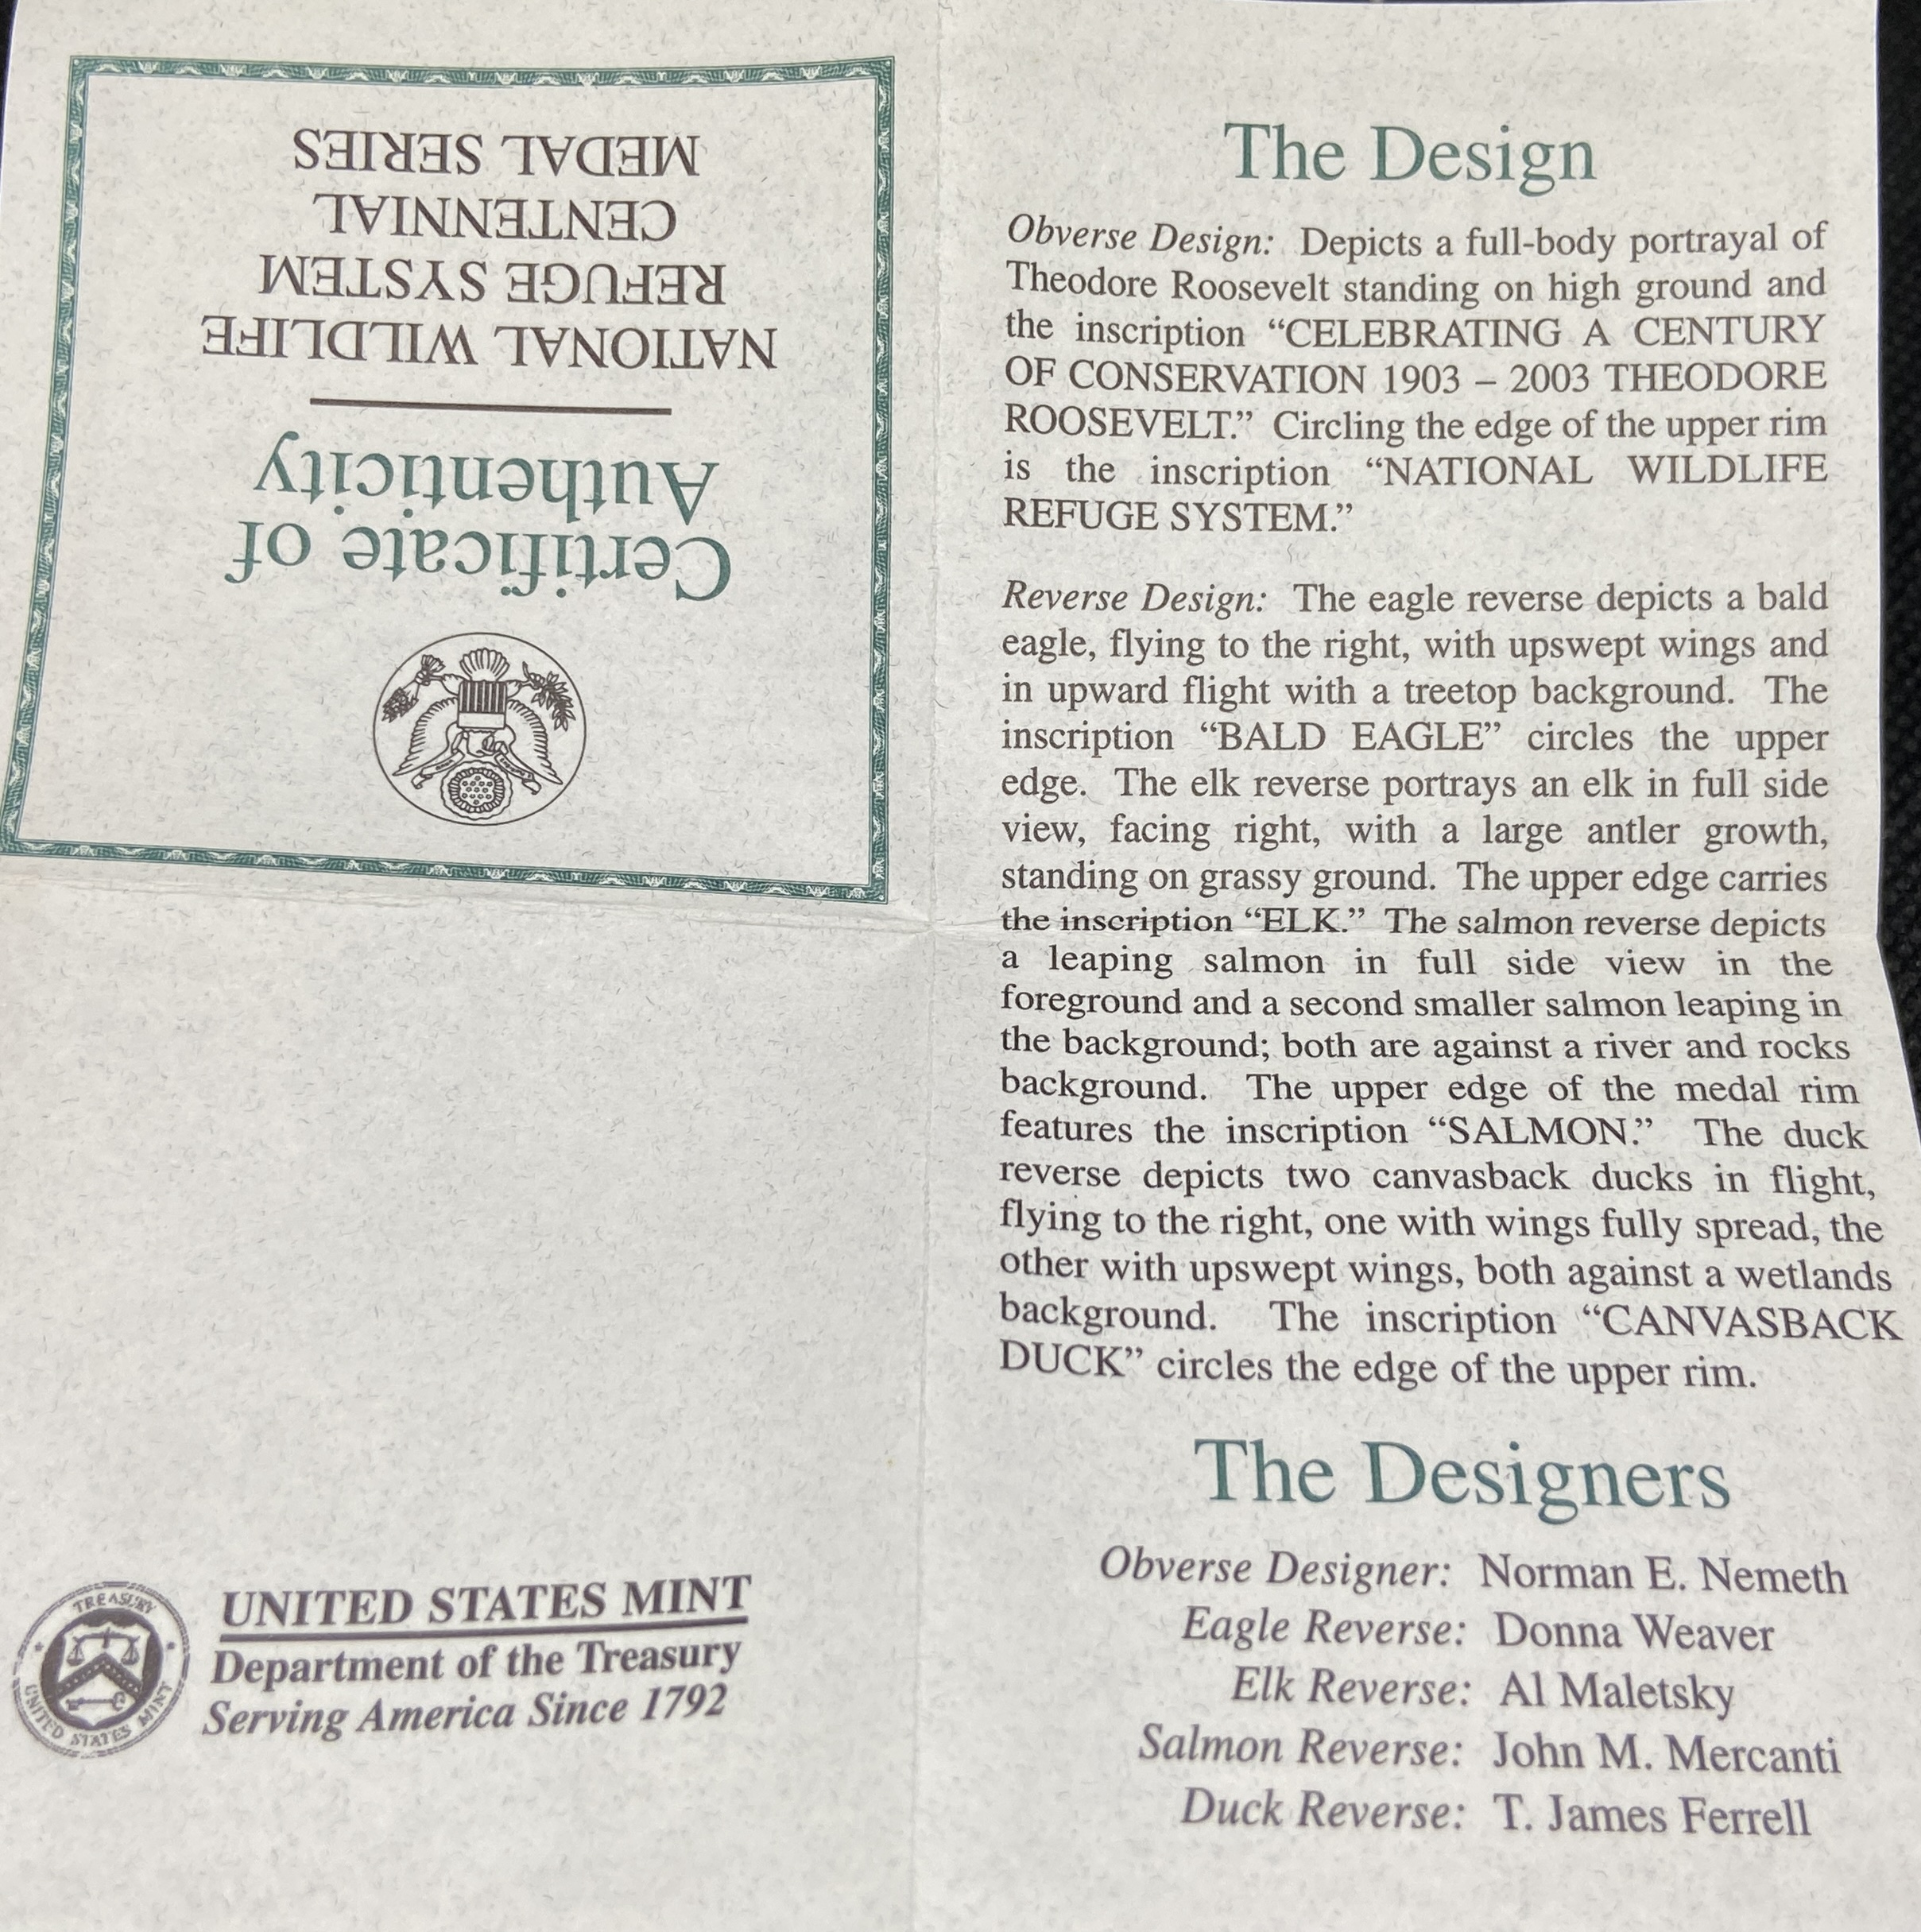 Certificate of
Authenticity
NATIONAL WILDLIFE
REFUGE SYSTEM
CENTENNIAL
MEDAL SERIES
TREASURY
UNITED STATES MINT
UNITED STATES MINT
Department of the Treasury
Serving America Since 1792
The Design
Obverse Design: Depicts a full-body portrayal of
Theodore Roosevelt standing on high ground and
the inscription “CELEBRATING A CENTURY
OF CONSERVATION 1903 – 2003 THEODORE
ROOSEVELT.” Circling the edge of the upper rim
is the inscription “NATIONAL WILDLIFE
REFUGE SYSTEM.”
Reverse Design: The eagle reverse depicts a bald
eagle, flying to the right, with upswept wings and
in upward flight with a treetop background. The
inscription “BALD EAGLE” circles the upper
edge. The elk reverse portrays an elk in full side
view, facing right, with a large antler growth,
standing on grassy ground. The upper edge carries
the inscription “ELK.” The salmon reverse depicts
a leaping salmon in full side view in the
foreground and a second smaller salmon leaping in
the background; both are against a river and rocks
background. The upper edge of the medal rim
features the inscription “SALMON.” The duck
reverse depicts two canvasback ducks in flight,
flying to the right, one with wings fully spread, the
other with upswept wings, both against a wetlands
background. The inscription “CANVASBACK
DUCK” circles the edge of the upper rim.
The Designers
Obverse Designer: Norman E. Nemeth
Eagle Reverse: Donna Weaver
Elk Reverse: Al Maletsky
Salmon Reverse: John M. Mercanti
Duck Reverse: T. James Ferrell